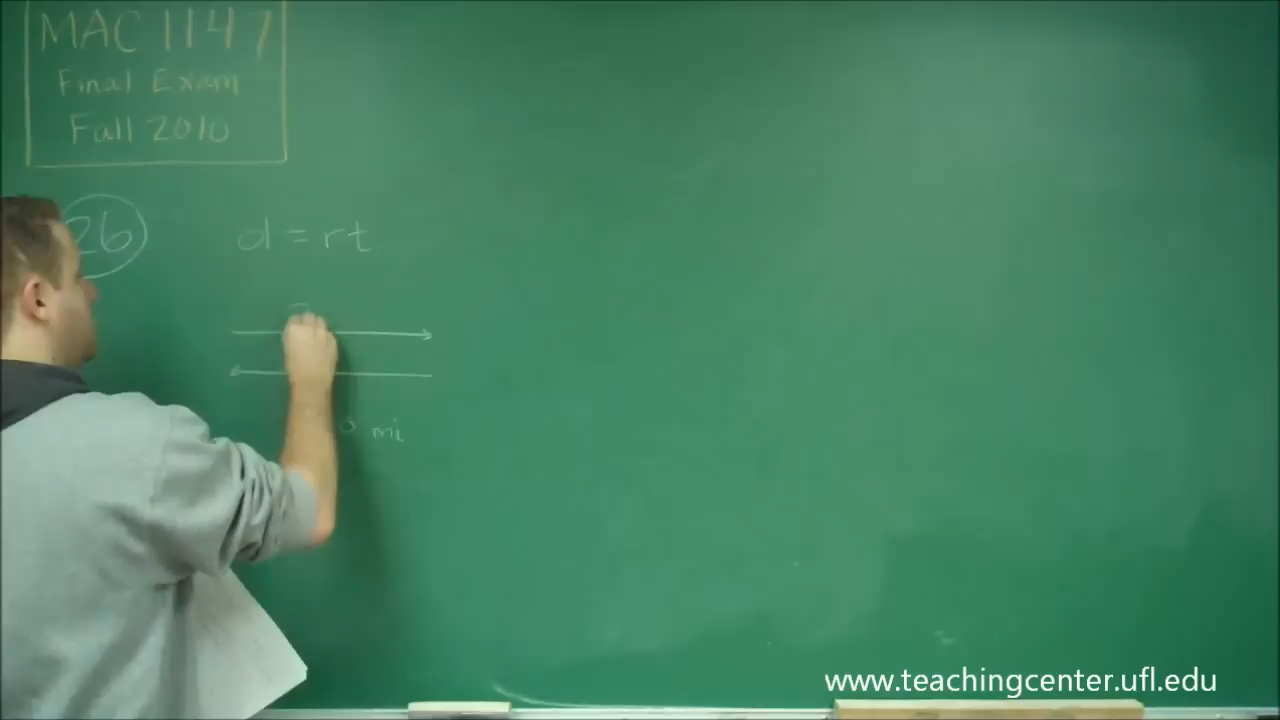 MAC 1147
Final Exam
Fall 2010
26
d = rt
mi
www.teachingcenter.ufl.edu